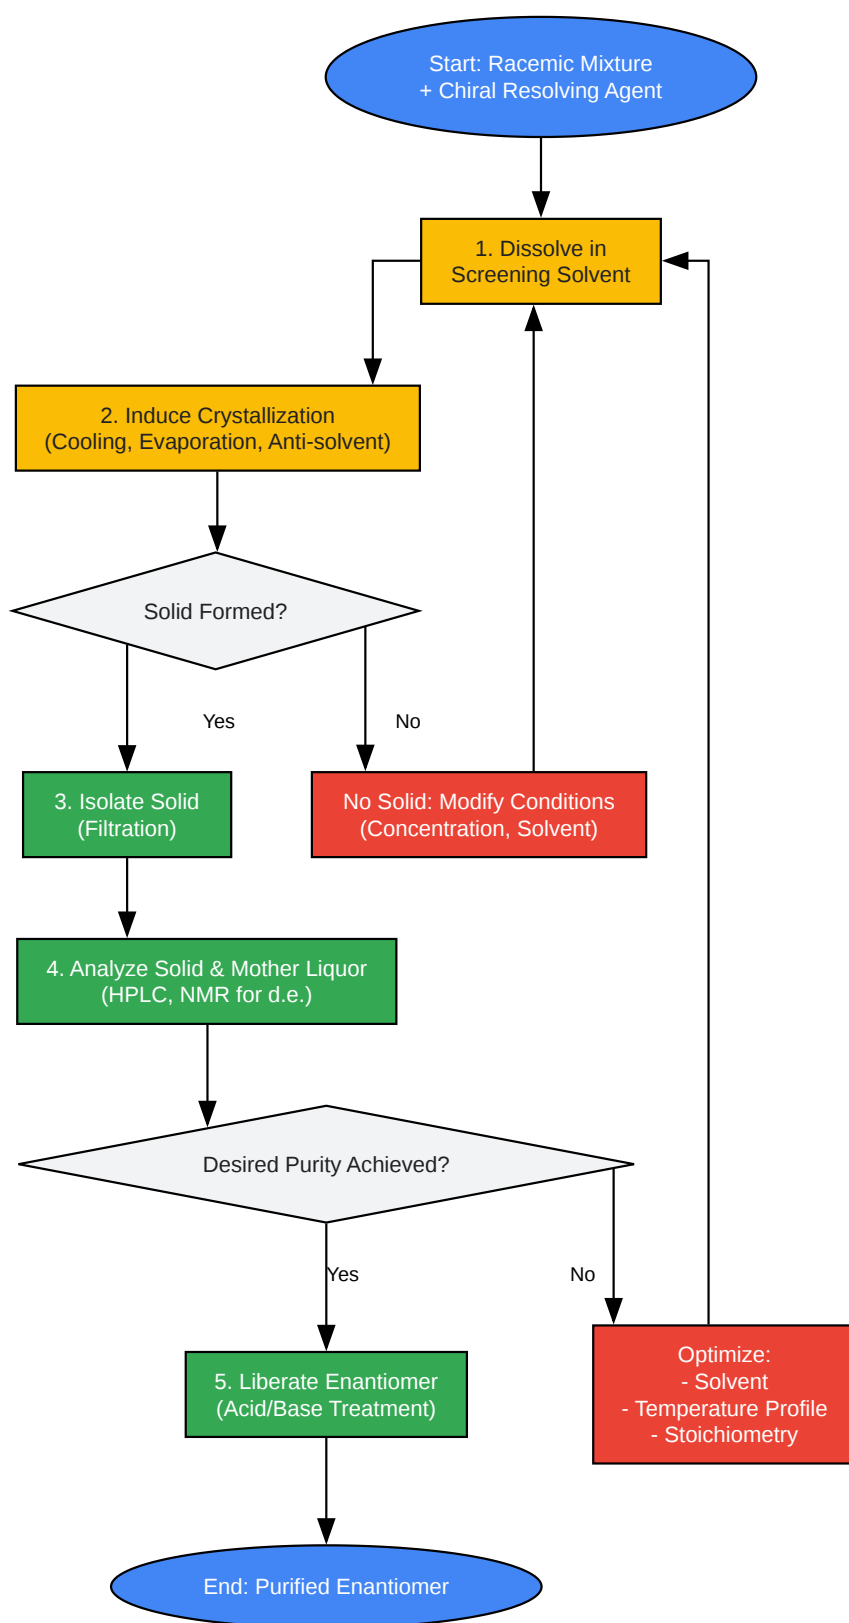 Start: Racemic Mixture
+ Chiral Resolving Agent
1. Dissolve in
Screening Solvent
2. Induce Crystallization
(Cooling, Evaporation, Anti-solvent)
Solid Formed?
Yes
No
3. Isolate Solid
(Filtration)
No Solid: Modify Conditions
(Concentration, Solvent)
4. Analyze Solid & Mother Liquor
(HPLC, NMR for d.e.)
Desired Purity Achieved?
Yes
No
5. Liberate Enantiomer
(Acid/Base Treatment)
Optimize:
- Solvent
- Temperature Profile
- Stoichiometry
End: Purified Enantiomer